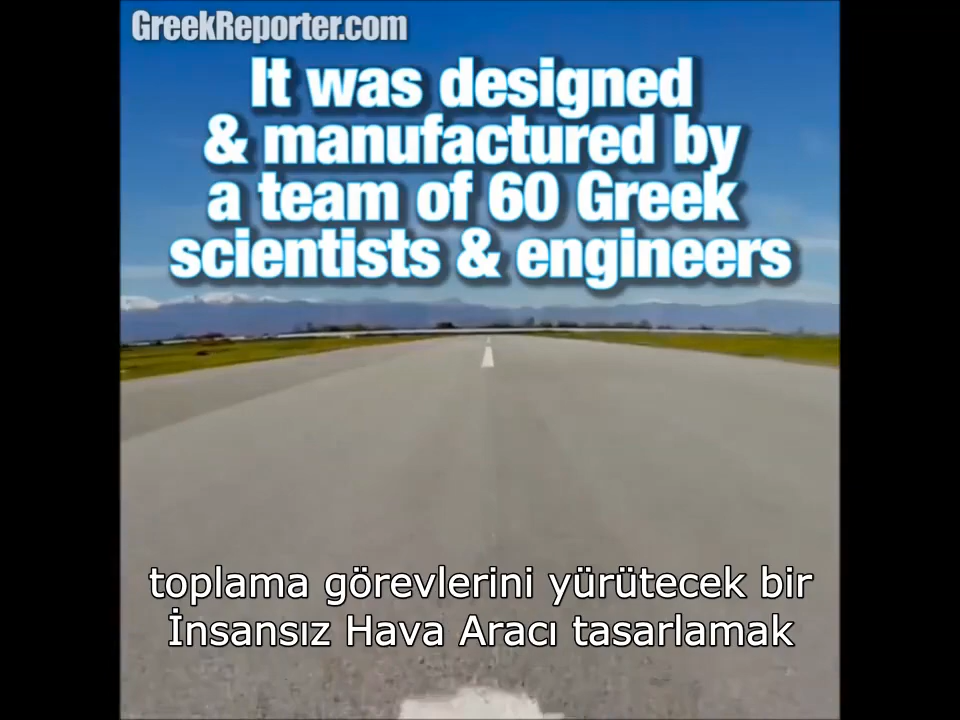 GreekReporter.com
It was designed
& manufactured by
a team of 60 Greek
scientists & engineers
toplama görevlerini yürütecek bir
İnsansız Hava Aracı tasarlamak